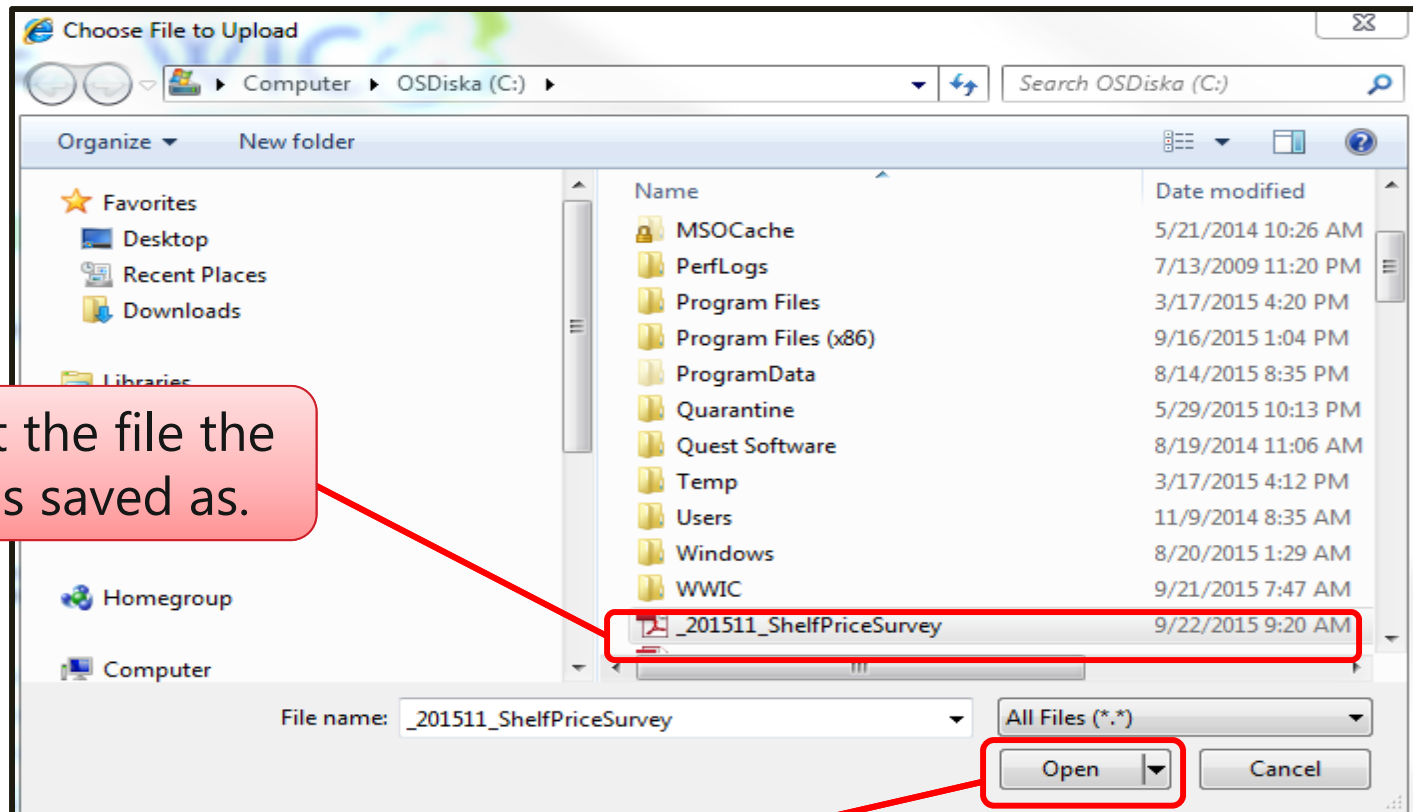 Choose File to Upload
Computer ▸ OSDiska (C:) ▸
Search OSDiska (C:)
Organize ▾ New folder
Favorites
Desktop
Recent Places
Downloads
Libraries
Homegroup
Computer
Name Date modified
MSOCache 5/21/2014 10:26 AM
PerfLogs 7/13/2009 11:20 PM
Program Files 3/17/2015 4:20 PM
Program Files (x86) 9/16/2015 1:04 PM
ProgramData 8/14/2015 8:35 PM
Quarantine 5/29/2015 10:13 PM
Quest Software 8/19/2014 11:06 AM
Temp 3/17/2015 4:12 PM
Users 11/9/2014 8:35 AM
Windows 8/20/2015 1:29 AM
WWIC 9/21/2015 7:47 AM
_201511_ShelfPriceSurvey 9/22/2015 9:20 AM
t the file the
s saved as.
File name: _201511_ShelfPriceSurvey All Files (*.*)
Open Cancel